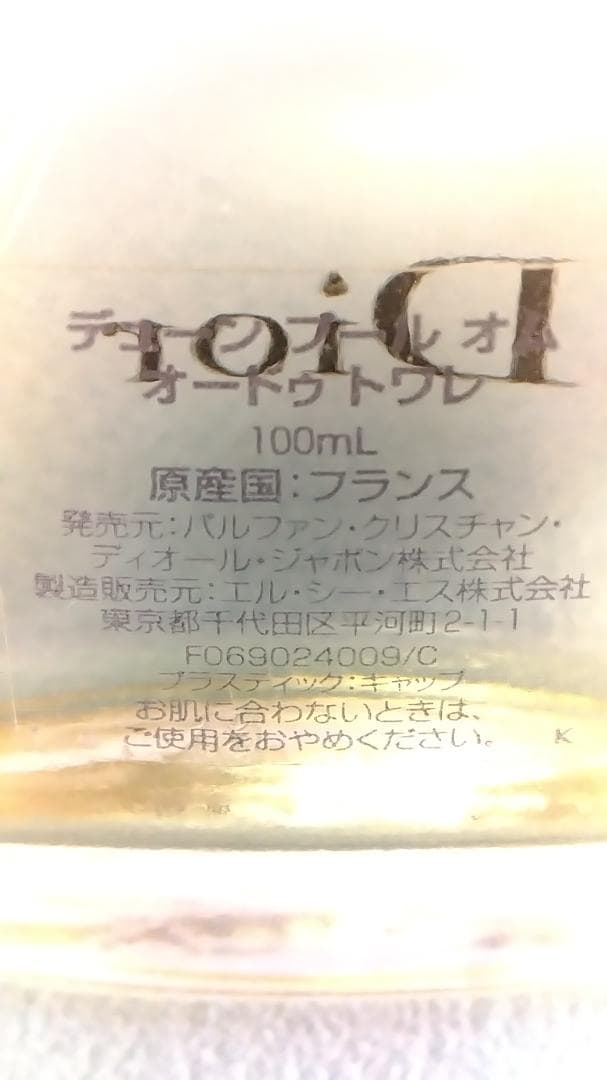 Dior
デューン プール オム
オードゥ トワレ
100mL
原産国：フランス
発売元：パルファン・クリスチャン・
ディオール・ジャポン株式会社
製造販売元：エル・シー・エス株式会社
東京都千代田区平河町2-1-1
F069024009/C
プラスティック：キャップ
お肌に合わないときは、
ご使用をおやめください。
K